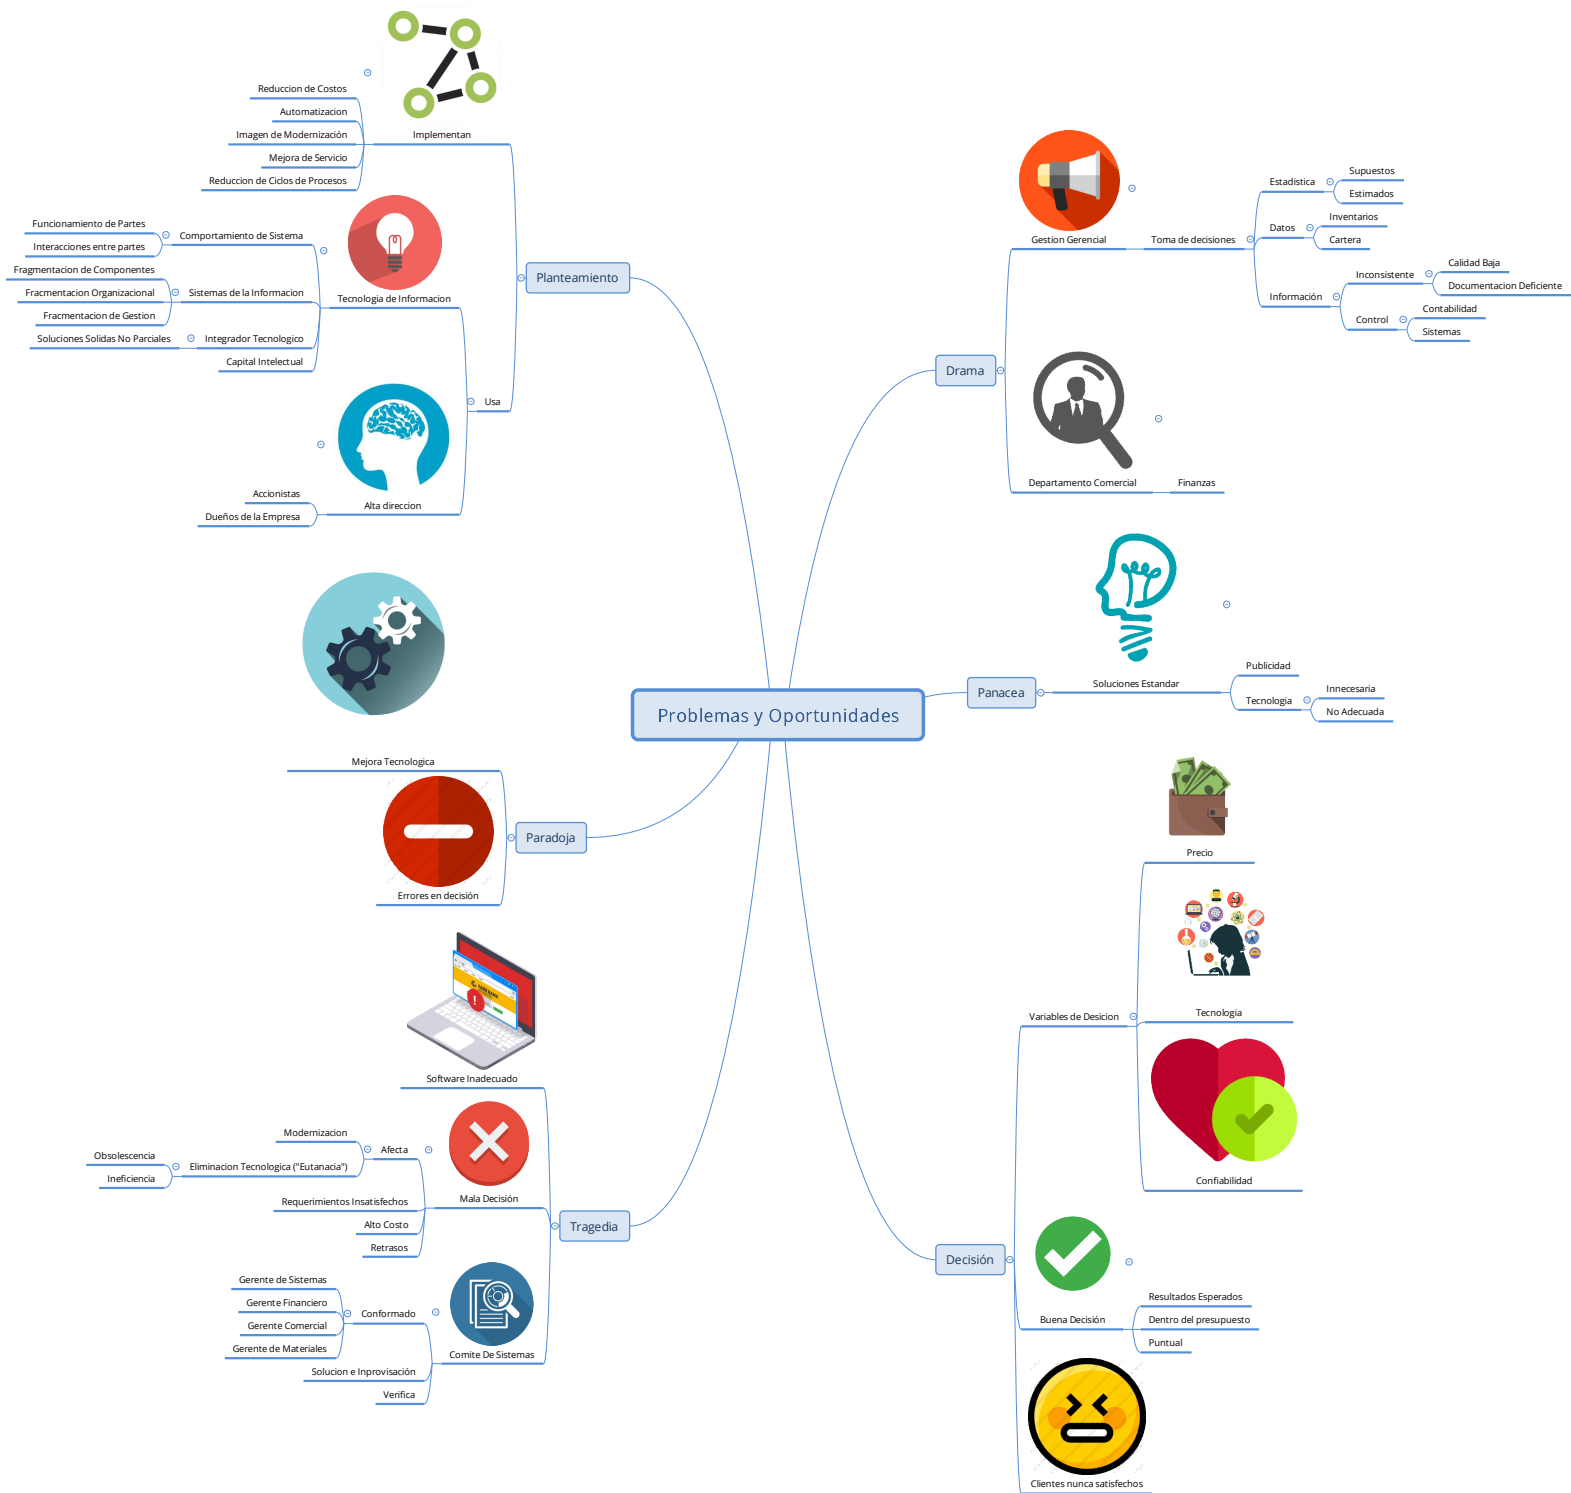 Problemas y Oportunidades
Planteamiento
Implementan
Reduccion de Costos
Automatizacion
Imagen de Modernización
Mejora de Servicio
Reduccion de Ciclos de Procesos
Usa
Tecnologia de Informacion
Comportamiento de Sistema
Funcionamiento de Partes
Interacciones entre partes
Sistemas de la Informacion
Fragmentacion de Componentes
Fracmentacion Organizacional
Fracmentacion de Gestion
Integrador Tecnologico
Soluciones Solidas No Parciales
Capital Intelectual
Alta direccion
Accionistas
Dueños de la Empresa
Paradoja
Mejora Tecnologica
Errores en decisión
Tragedia
Software Inadecuado
Mala Decisión
Afecta
Modernizacion
Eliminacion Tecnologica ("Eutanacia")
Obsolescencia
Ineficiencia
Requerimientos Insatisfechos
Alto Costo
Retrasos
Comite De Sistemas
Conformado
Gerente de Sistemas
Gerente Financiero
Gerente Comercial
Gerente de Materiales
Solucion e Inprovisación
Verifica
Drama
Gestion Gerencial
Toma de decisiones
Estadistica
Supuestos
Estimados
Datos
Inventarios
Cartera
Información
Inconsistente
Calidad Baja
Documentacion Deficiente
Control
Contabilidad
Sistemas
Departamento Comercial
Finanzas
Panacea
Soluciones Estandar
Publicidad
Tecnologia
Innecesaria
No Adecuada
Decisión
Variables de Desicion
Precio
Tecnologia
Confiabilidad
Buena Decisión
Resultados Esperados
Dentro del presupuesto
Puntual
Clientes nunca satisfechos